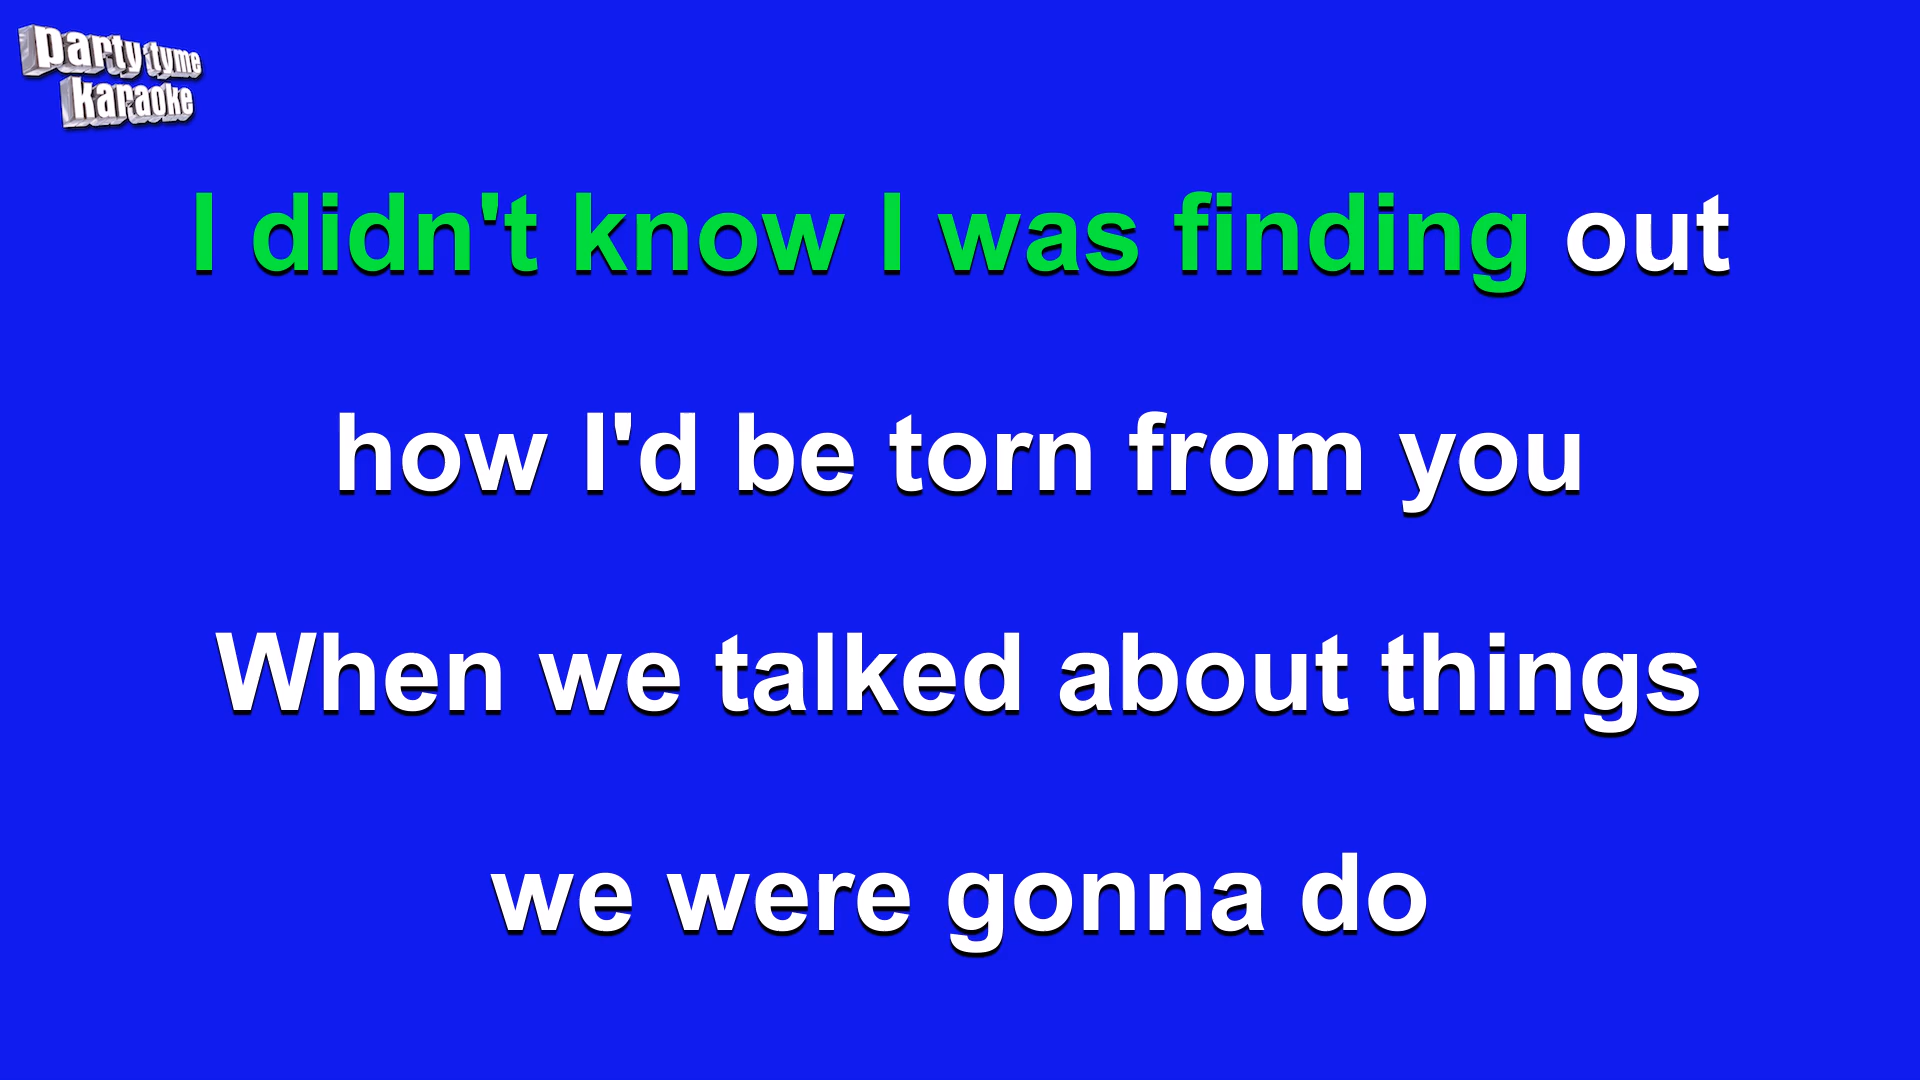 party tyme
karaoke
I didn't know I was finding out
how I'd be torn from you
When we talked about things
we were gonna do